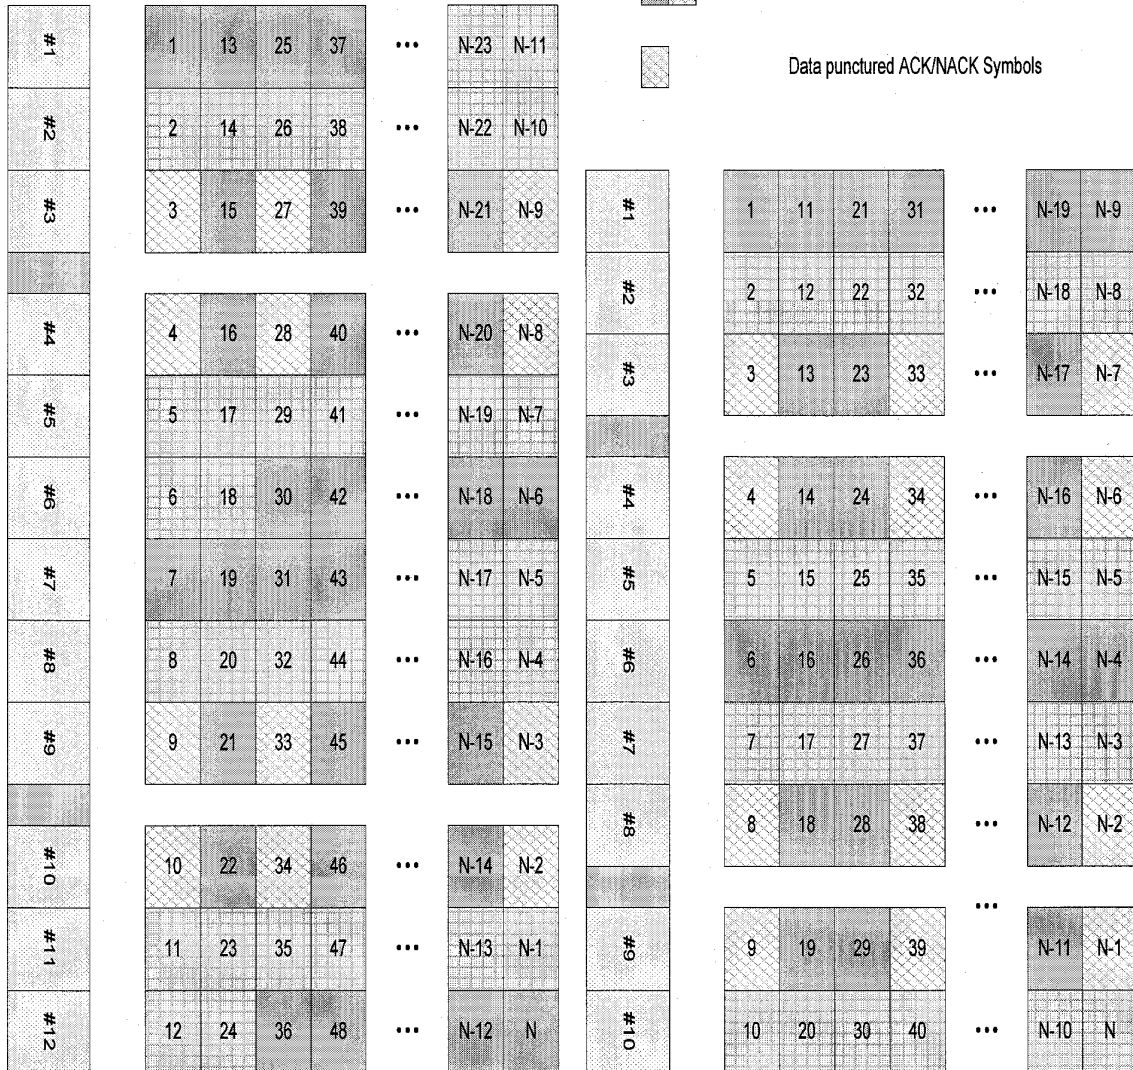 Data punctured ACK/NACK Symbols
#1 1 13 25 37 ... N-23 N-11
#2 2 14 26 38 ... N-22 N-10
#3 3 15 27 39 ... N-21 N-9
#4 4 16 28 40 ... N-20 N-8
#5 5 17 29 41 ... N-19 N-7
#6 6 18 30 42 ... N-18 N-6
#7 7 19 31 43 ... N-17 N-5
#8 8 20 32 44 ... N-16 N-4
#9 9 21 33 45 ... N-15 N-3
#10 10 22 34 46 ... N-14 N-2
#11 11 23 35 47 ... N-13 N-1
#12 12 24 36 48 ... N-12 N
#1 1 11 21 31 ... N-19 N-9
#2 2 12 22 32 ... N-18 N-8
#3 3 13 23 33 ... N-17 N-7
#4 4 14 24 34 ... N-16 N-6
#5 5 15 25 35 ... N-15 N-5
#6 6 16 26 36 ... N-14 N-4
#7 7 17 27 37 ... N-13 N-3
#8 8 18 28 38 ... N-12 N-2
...
#9 9 19 29 39 N-11 N-1
#10 10 20 30 40 ... N-10 N